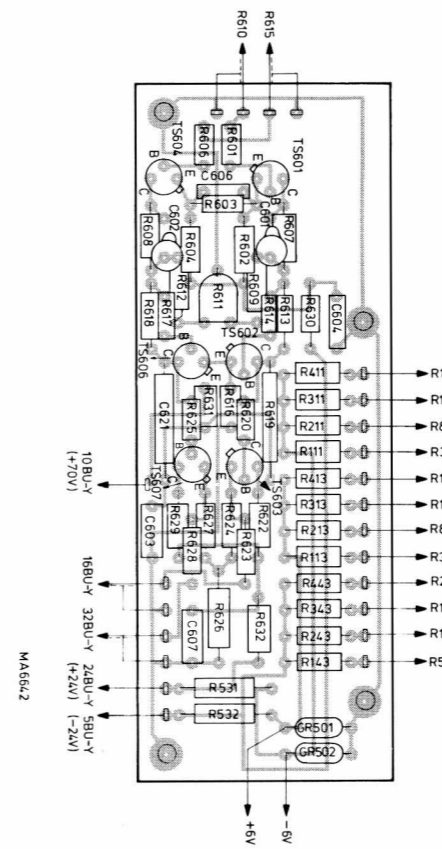 R610
R615
TS604
R606
R601
TS601
B
E
E
B
C
C
C606
R603
R608
C602
R604
R602
C601
R607
R612
R611
R609
R618
R617
R614
R613
R630
C604
TS606
TS602
C
E
C
B
E
B
R411
R311
R211
R111
R413
R313
R213
R113
R443
R343
R243
R143
C621
R625
R631
R616
R620
R619
B
C
E
C
E
B
TS607
TS603
10BU-Y
(+70V)
C603
R629
R628
R627
R624
R623
R622
16BU-Y
32BU-Y
R626
C607
R632
24BU-Y
(+24V)
5BU-Y
(-24V)
R531
R532
GR501
GR502
+6V
-6V
MA6642